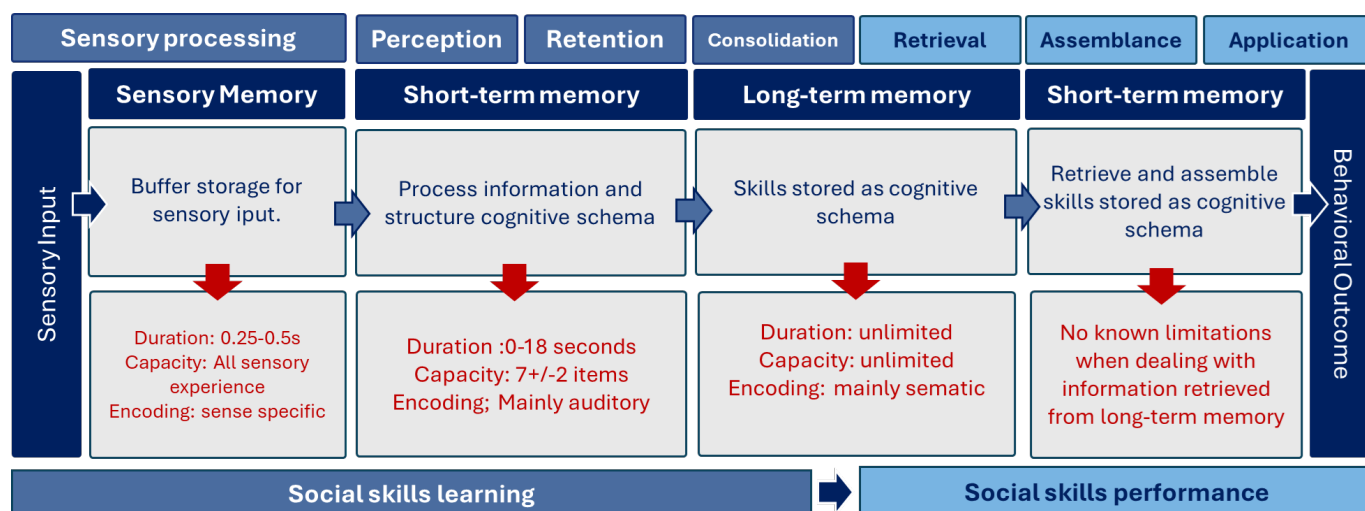 Sensory processing
Perception
Retention
Consolidation
Retrieval
Assemblance
Application
Sensory Input
Sensory Memory
Short-term memory
Long-term memory
Short-term memory
Behavioral Outcome
Buffer storage for
sensory iput.
Process information and
structure cognitive schema
Skills stored as cognitive
schema
Retrieve and assemble
skills stored as cognitive
schema
Duration: 0.25-0.5s
Capacity: All sensory
experience
Encoding: sense specific
Duration :0-18 seconds
Capacity: 7+/-2 items
Encoding; Mainly auditory
Duration: unlimited
Capacity: unlimited
Encoding: mainly sematic
No known limitations
when dealing with
information retrieved
from long-term memory
Social skills learning
Social skills performance